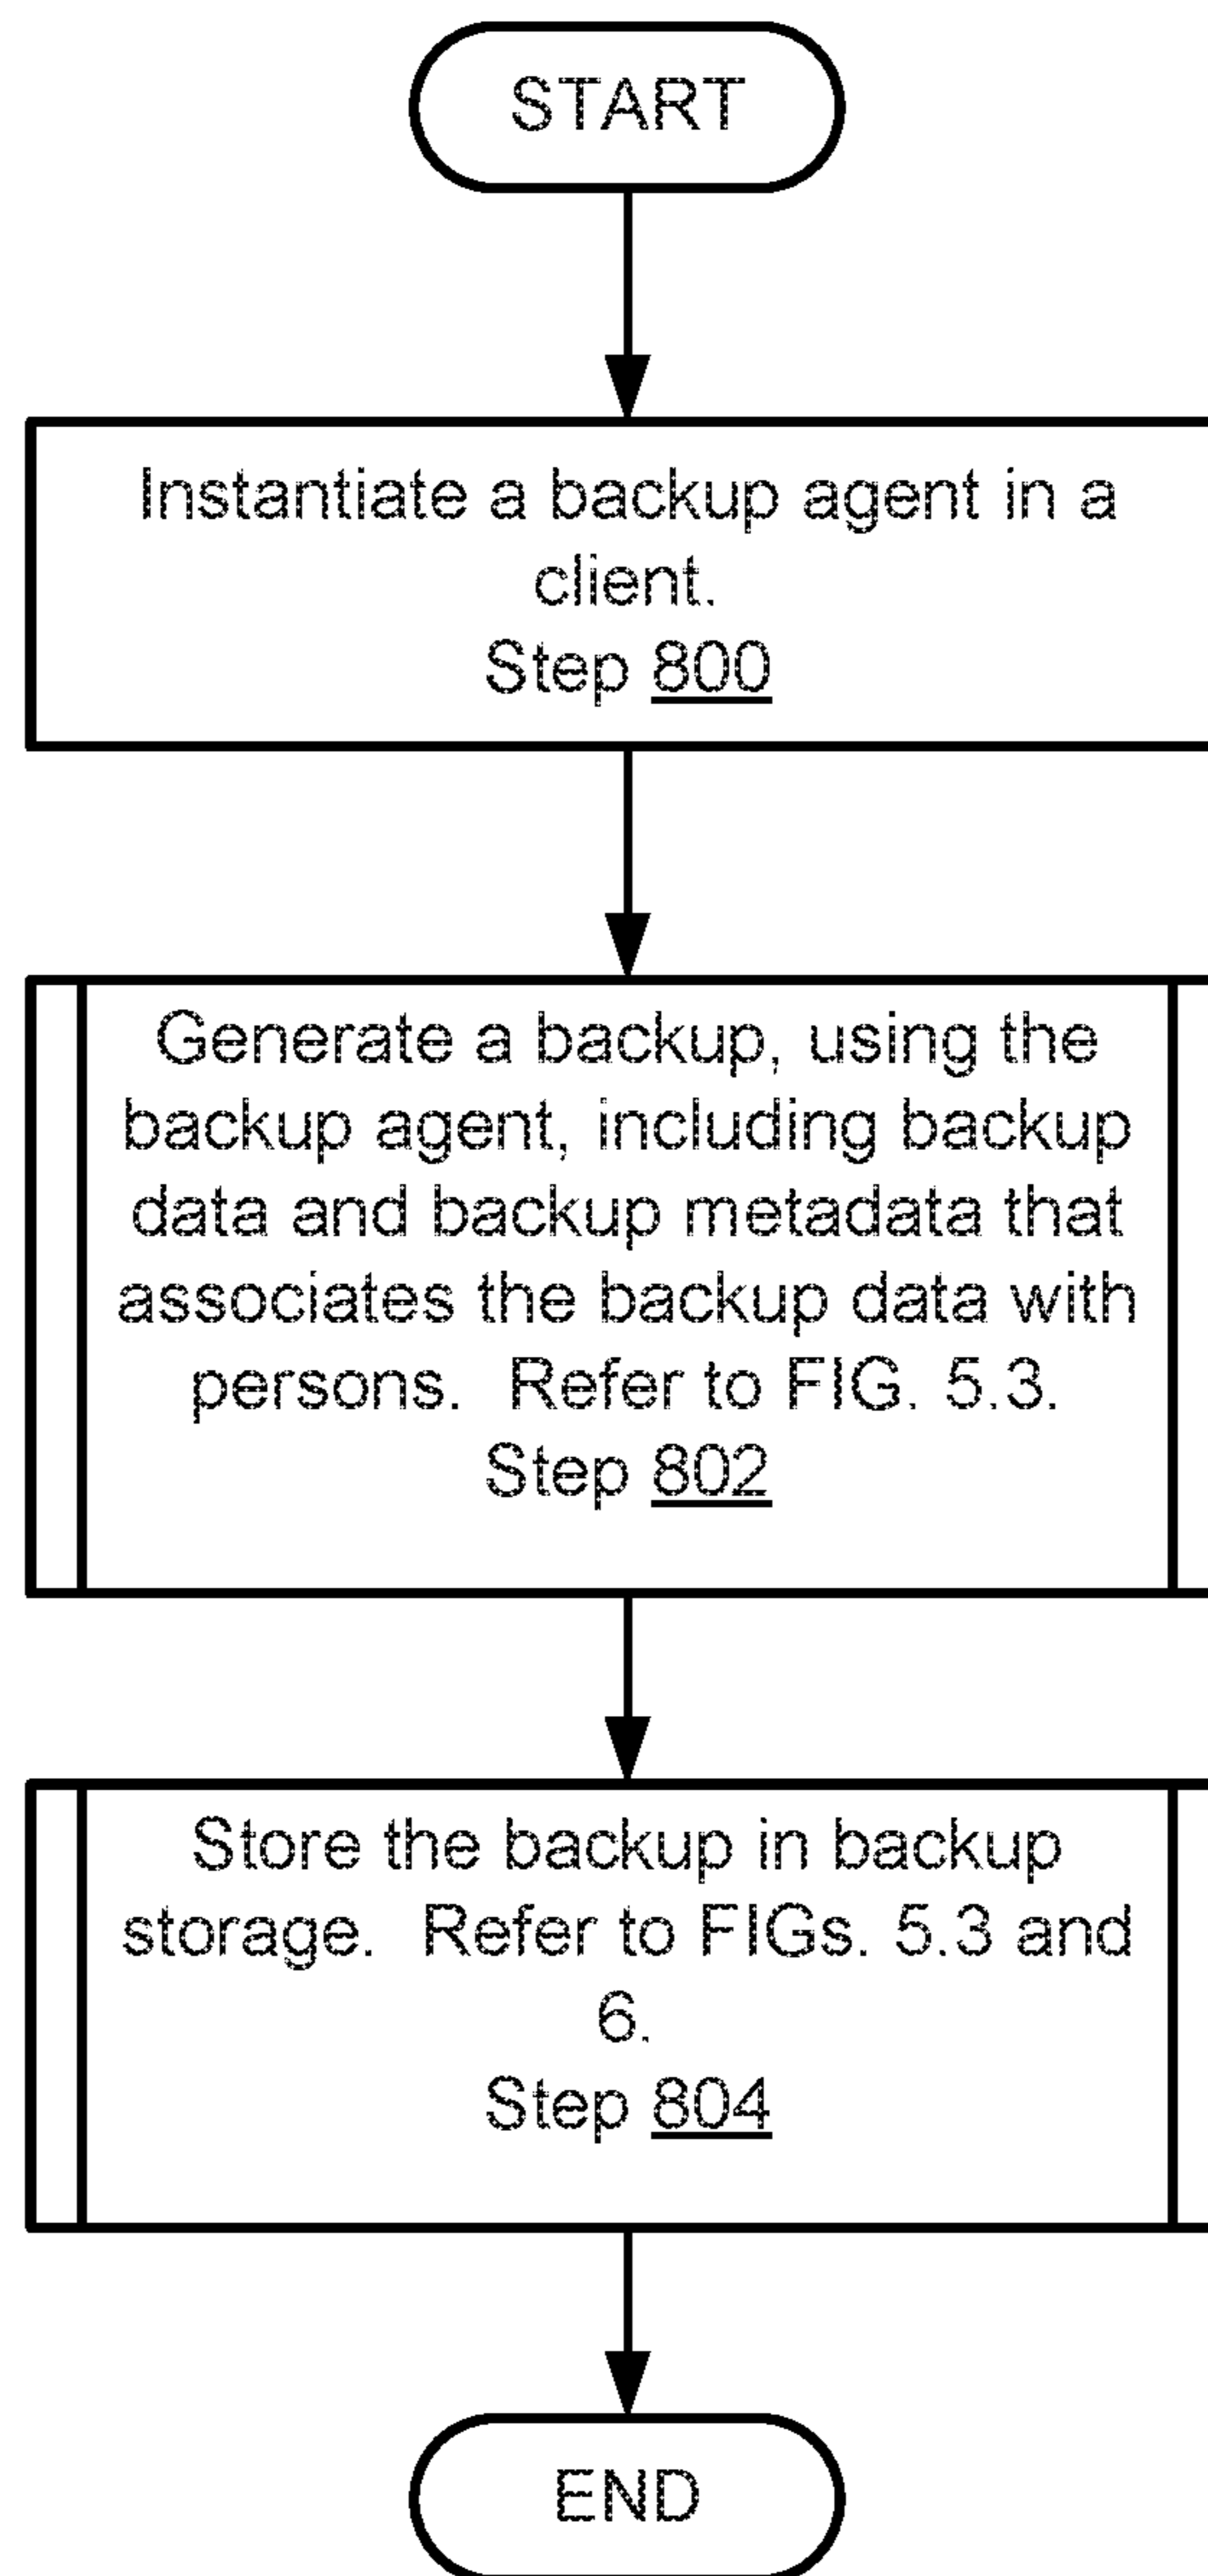 START
Instantiate a backup agent in a
client.
Step 800
Generate a backup, using the
backup agent, including backup
data and backup metadata that
associates the backup data with
persons.  Refer to FIG. 5.3.
Step 802
Store the backup in backup
storage.  Refer to FIGs. 5.3 and
6.
Step 804
END